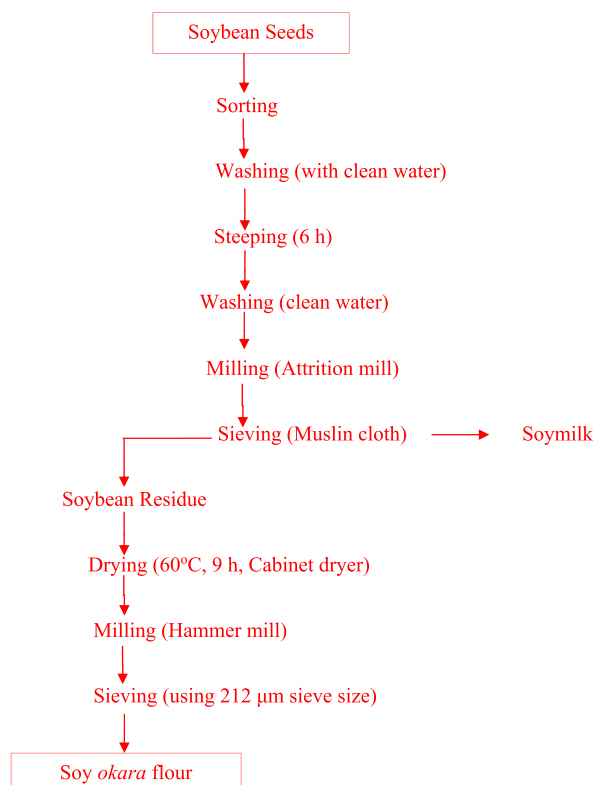 Soybean Seeds
Sorting
Washing (with clean water)
Steeping (6 h)
Washing (clean water)
Milling (Attrition mill)
Sieving (Muslin cloth)
Soymilk
Soybean Residue
Drying (60ºC, 9 h, Cabinet dryer)
Milling (Hammer mill)
Sieving (using 212 μm sieve size)
Soy okara flour